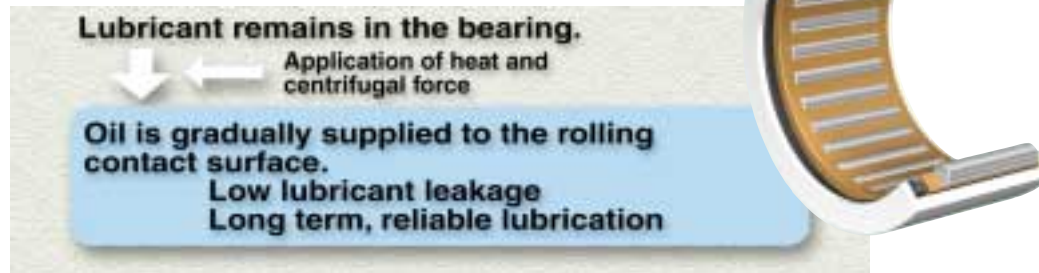 Lubricant remains in the bearing.
Application of heat and
centrifugal force
Oil is gradually supplied to the rolling
contact surface.
Low lubricant leakage
Long term, reliable lubrication